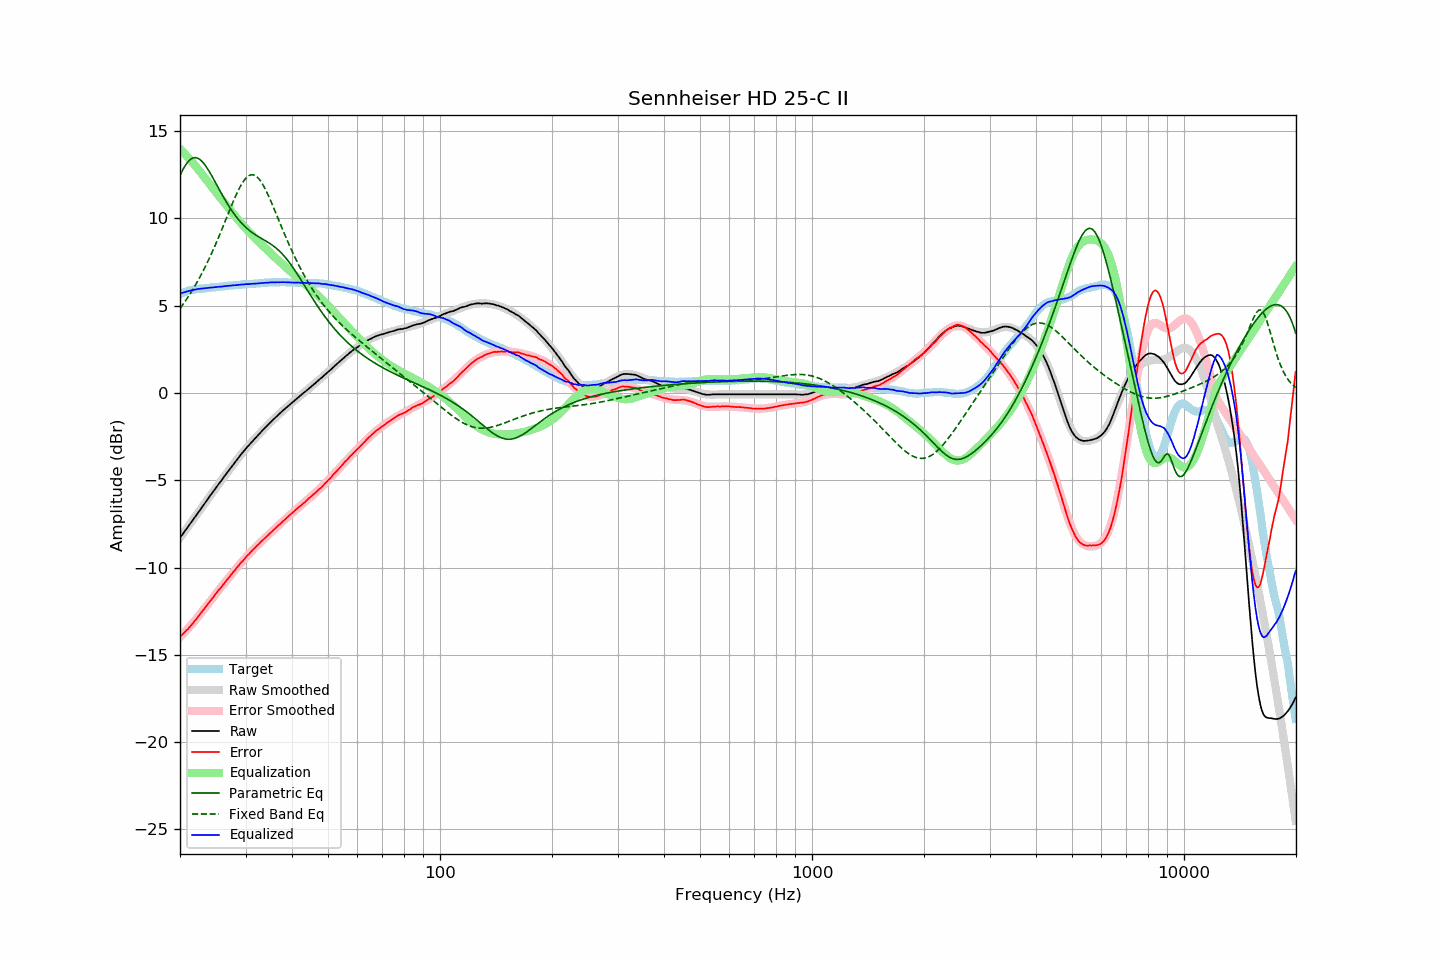 Sennheiser HD 25-C II
15
10
5
0
−5
−10
−15
−20
−25
Amplitude (dBr)
Target
Raw Smoothed
Error Smoothed
Raw
Error
Equalization
Parametric Eq
Fixed Band Eq
Equalized
100
1000
10000
Frequency (Hz)